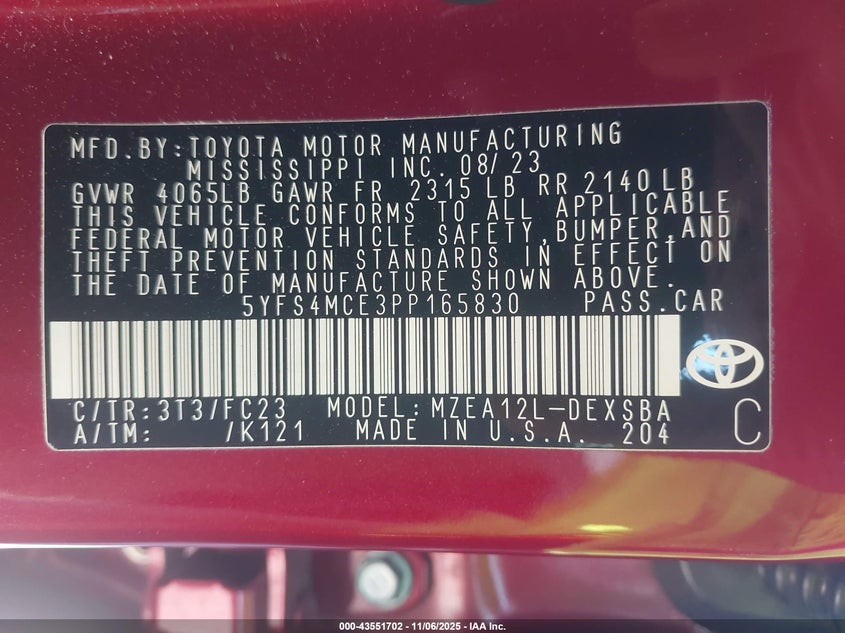 MFD.BY:TOYOTA MOTOR MANUFACTURING
MISSISSIPPI INC. 08/23
GVWR 4065LB GAWR FR 2315 LB RR 2140LB
THIS VEHICLE CONFORMS TO ALL APPLICABLE
FEDERAL MOTOR VEHICLE SAFETY,BUMPER,AND
THEFT PREVENTION STANDARDS IN EFFECT ON
THE DATE OF MANUFACTURE SHOWN ABOVE.
5YFS4MCE3PP165830 PASS.CAR
C/TR:3T3/FC23 MODEL:MZEA12L-DEXSBA
A/TM: /K121 MADE IN U.S.A. 204 C
000-43551702 - 11/06/2025 - IAA Inc.